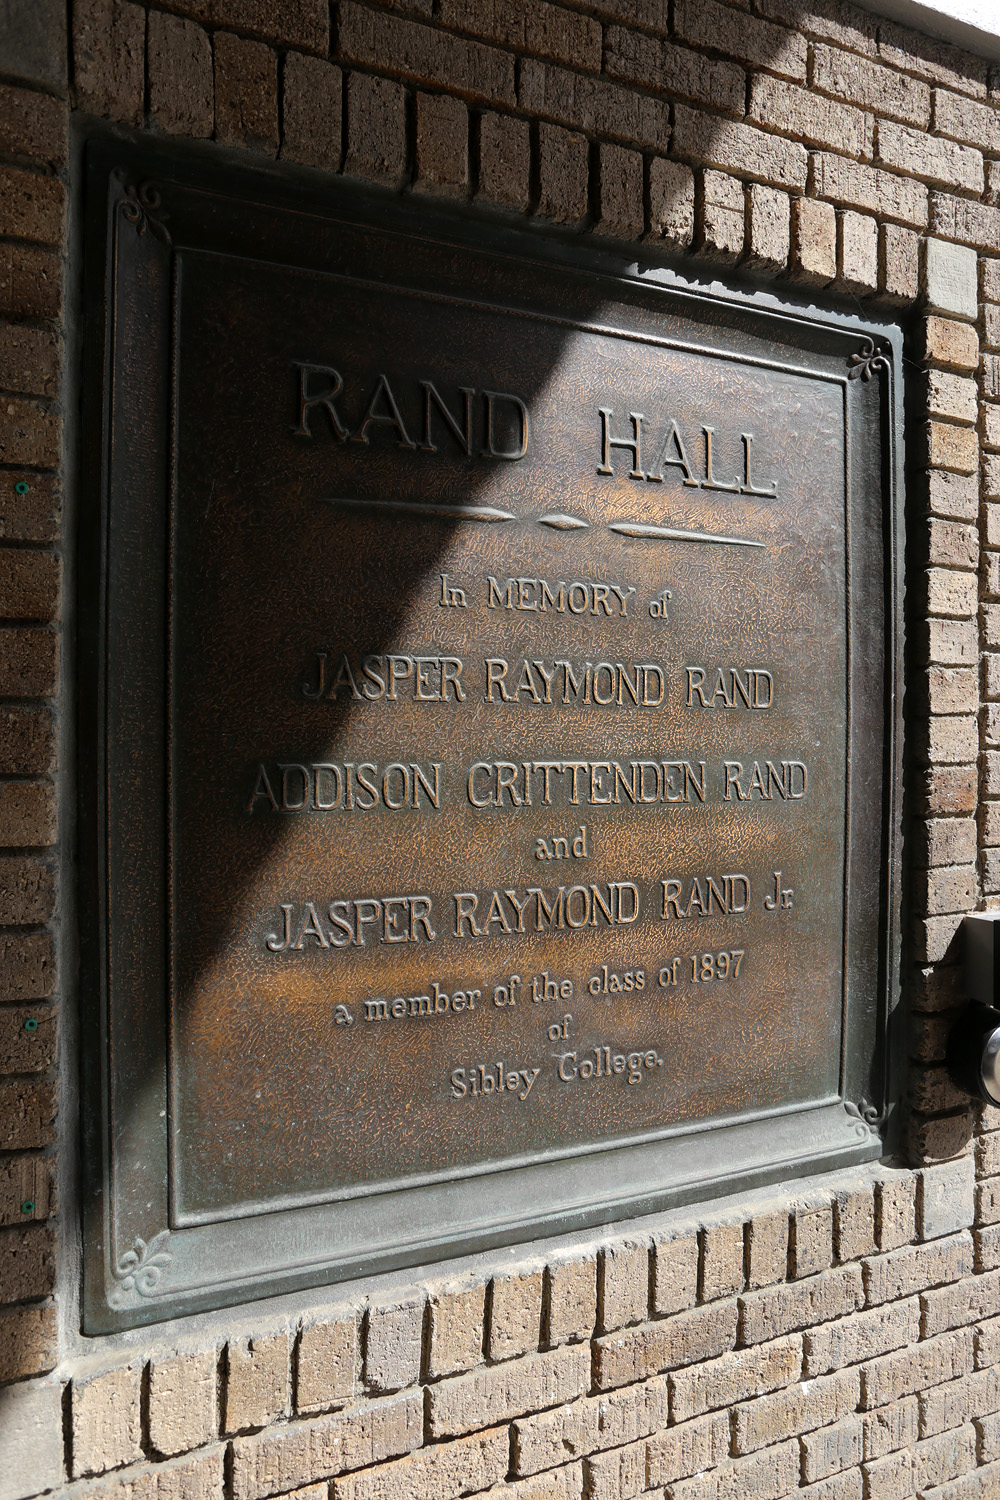 RAND HALL
In MEMORY of
JASPER RAYMOND RAND
ADDISON CRITTENDEN RAND
and
JASPER RAYMOND RAND Jr.
a member of the class of 1897
of
Sibley College.